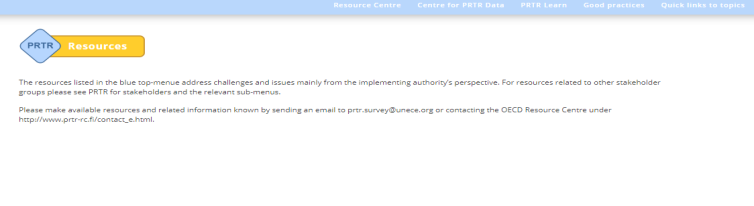 Resource Centre Centre for PRTR Data PRTR Learn Good practices Quick links to topics
PRTR Resources
The resources listed in the blue top-menue address challenges and issues mainly from the implementing authority's perspective. For resources related to other stakeholder
groups please see PRTR for stakeholders and the relevant sub-menus.
Please make available resources and related information known by sending an email to prtr.survey@unece.org or contacting the OECD Resource Centre under
http://www.prtr-rc.fi/contact_e.html.